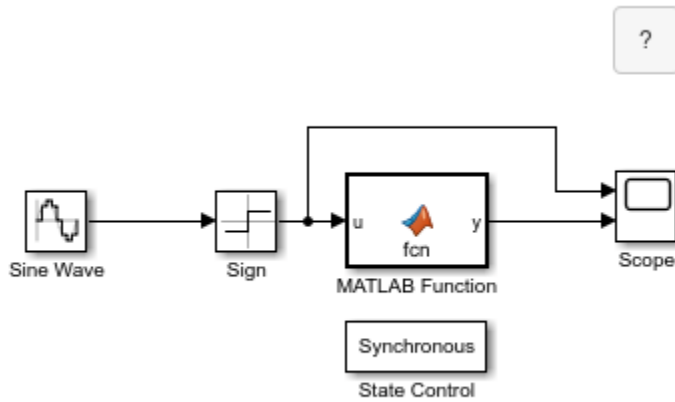 ?
u
y
fcn
Sine Wave
Sign
MATLAB Function
Scope
Synchronous
State Control